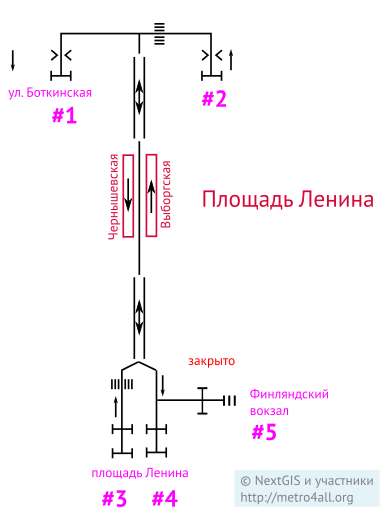 ул. Боткинская
#1
#2
Чернышевская
Выборгская
Площадь Ленина
закрыто
Финляндский
вокзал
#5
площадь Ленина
#3
#4
© NextGIS и участники
http://metro4all.org